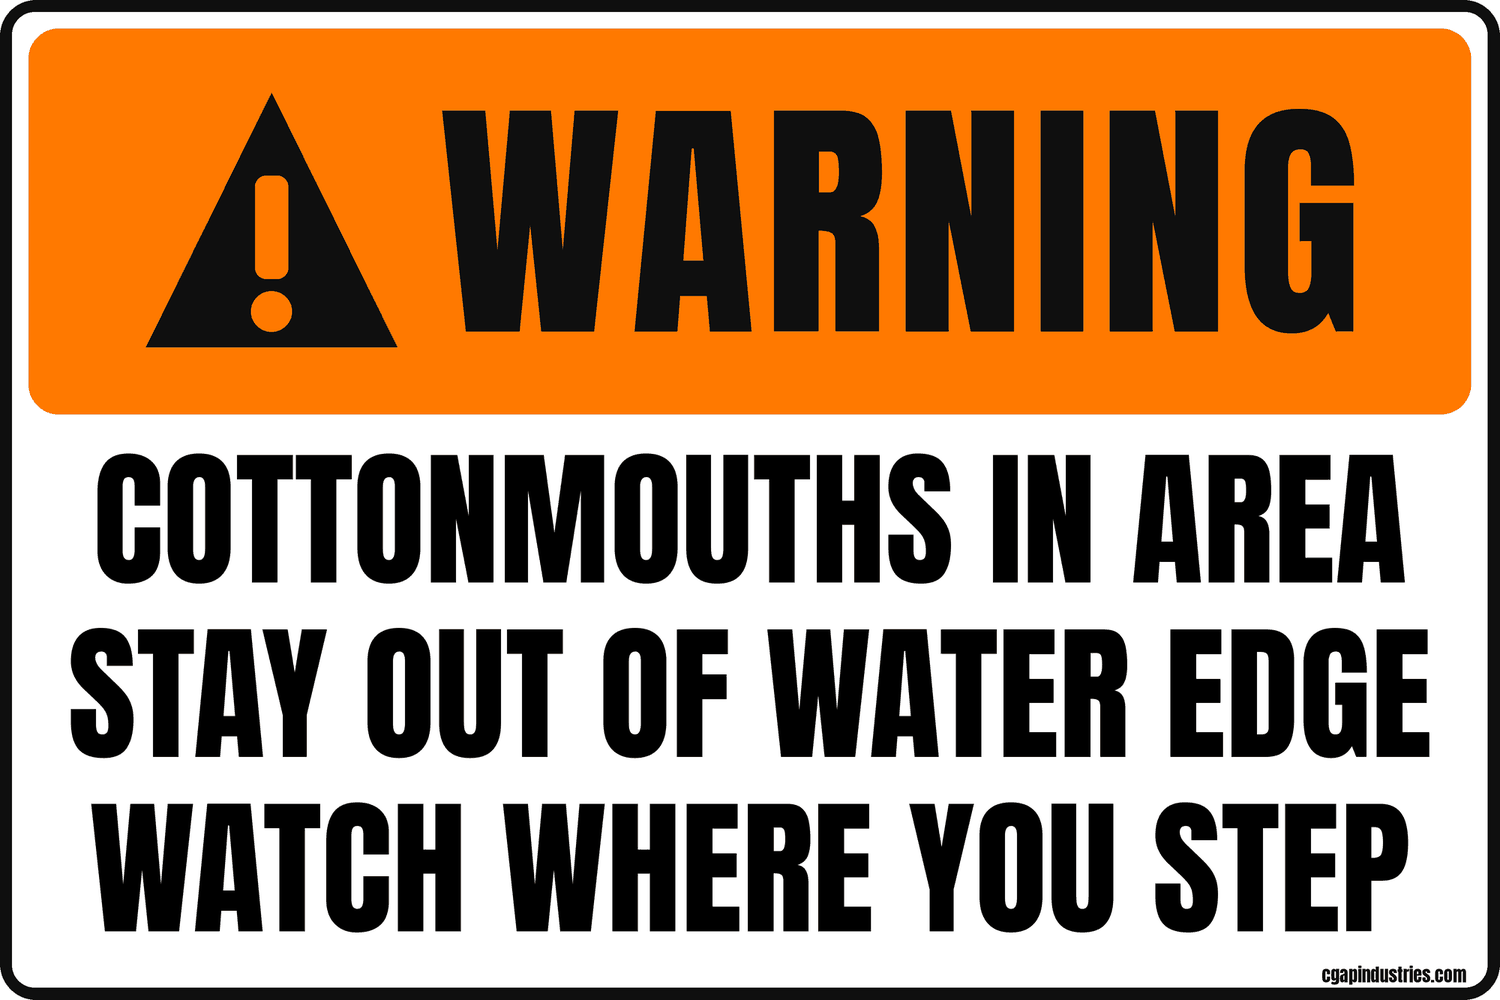 WARNING
COTTONMOUTHS IN AREA
STAY OUT OF WATER EDGE
WATCH WHERE YOU STEP
cgapindustries.com